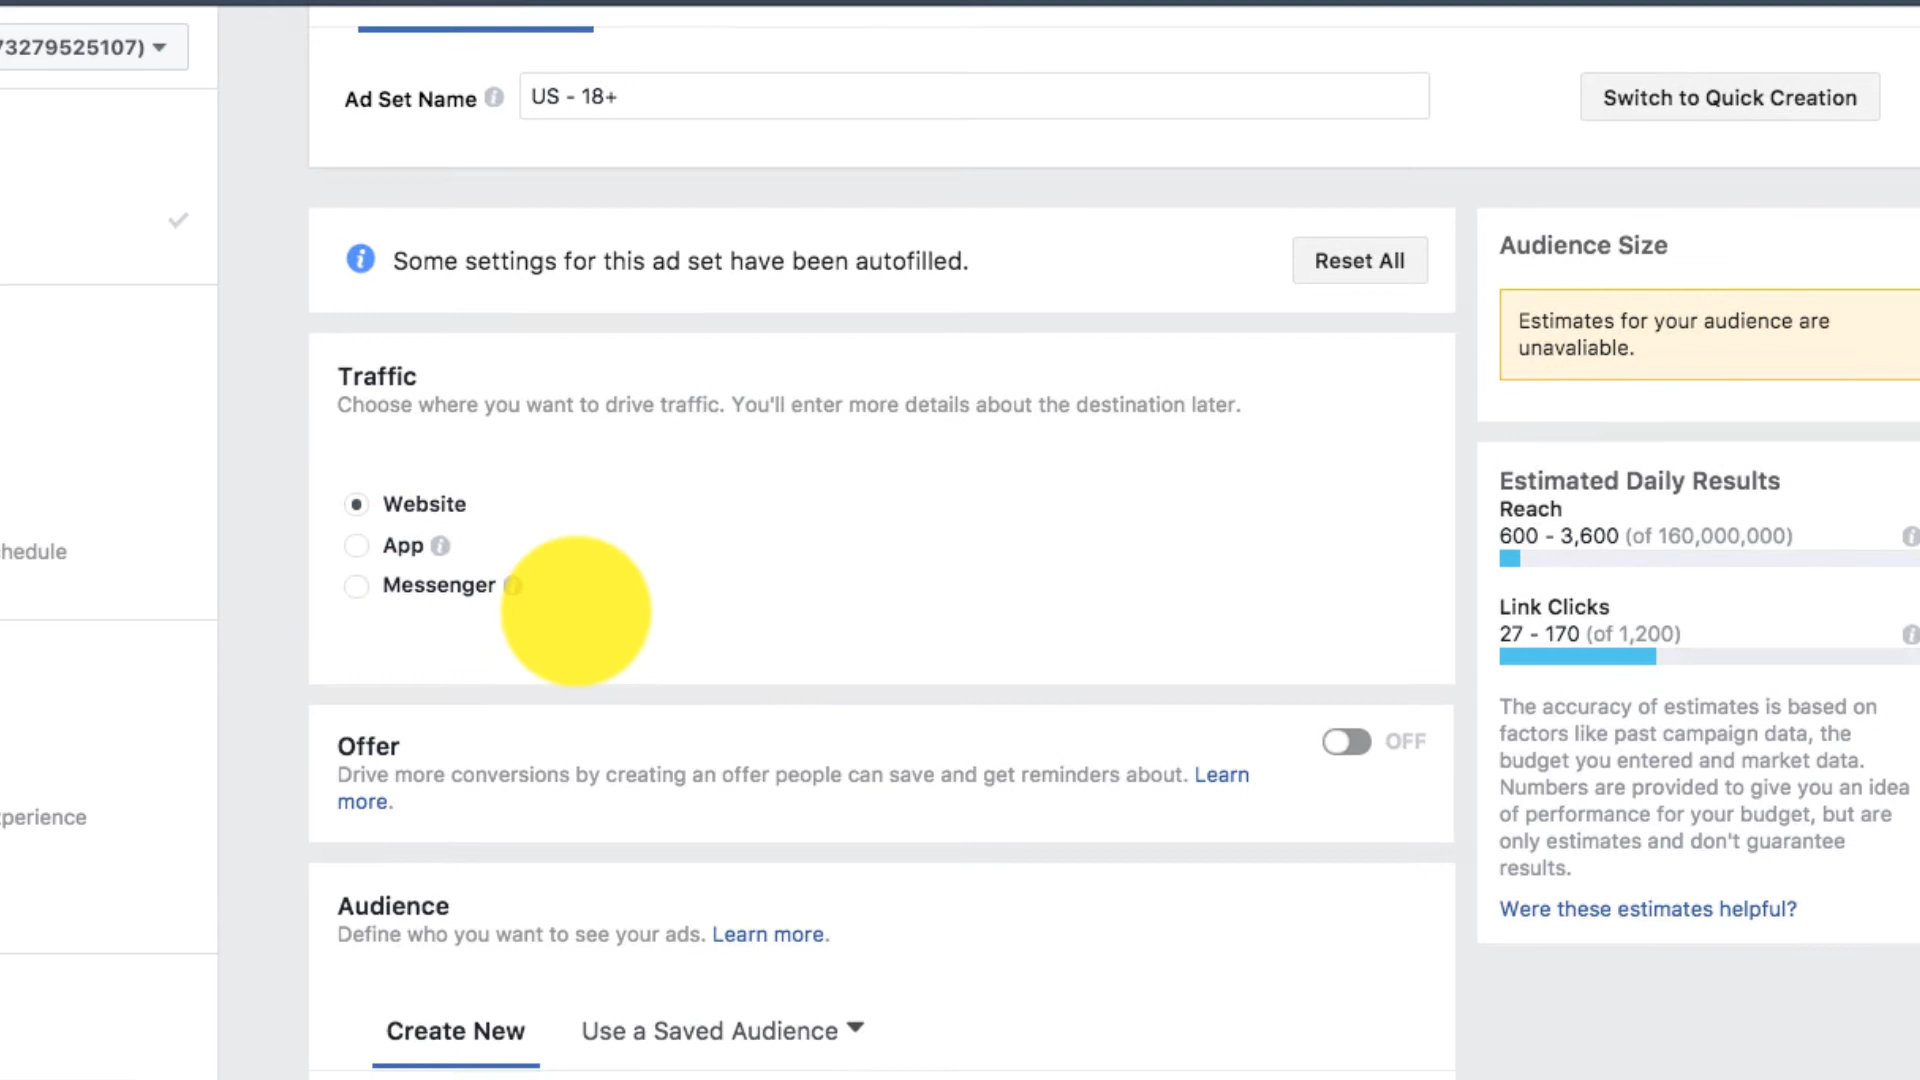 73279525107)
Ad Set Name
US - 18+
Switch to Quick Creation
hedule
perience
Some settings for this ad set have been autofilled.
Reset All
Traffic
Choose where you want to drive traffic. You'll enter more details about the destination later.
Website
App
Messenger
Offer
OFF
Drive more conversions by creating an offer people can save and get reminders about. Learn
more.
Audience
Define who you want to see your ads. Learn more.
Create New
Use a Saved Audience
Audience Size
Estimates for your audience are
unavaliable.
Estimated Daily Results
Reach
600 - 3,600 (of 160,000,000)
Link Clicks
27 - 170 (of 1,200)
The accuracy of estimates is based on
factors like past campaign data, the
budget you entered and market data.
Numbers are provided to give you an idea
of performance for your budget, but are
only estimates and don't guarantee
results.
Were these estimates helpful?